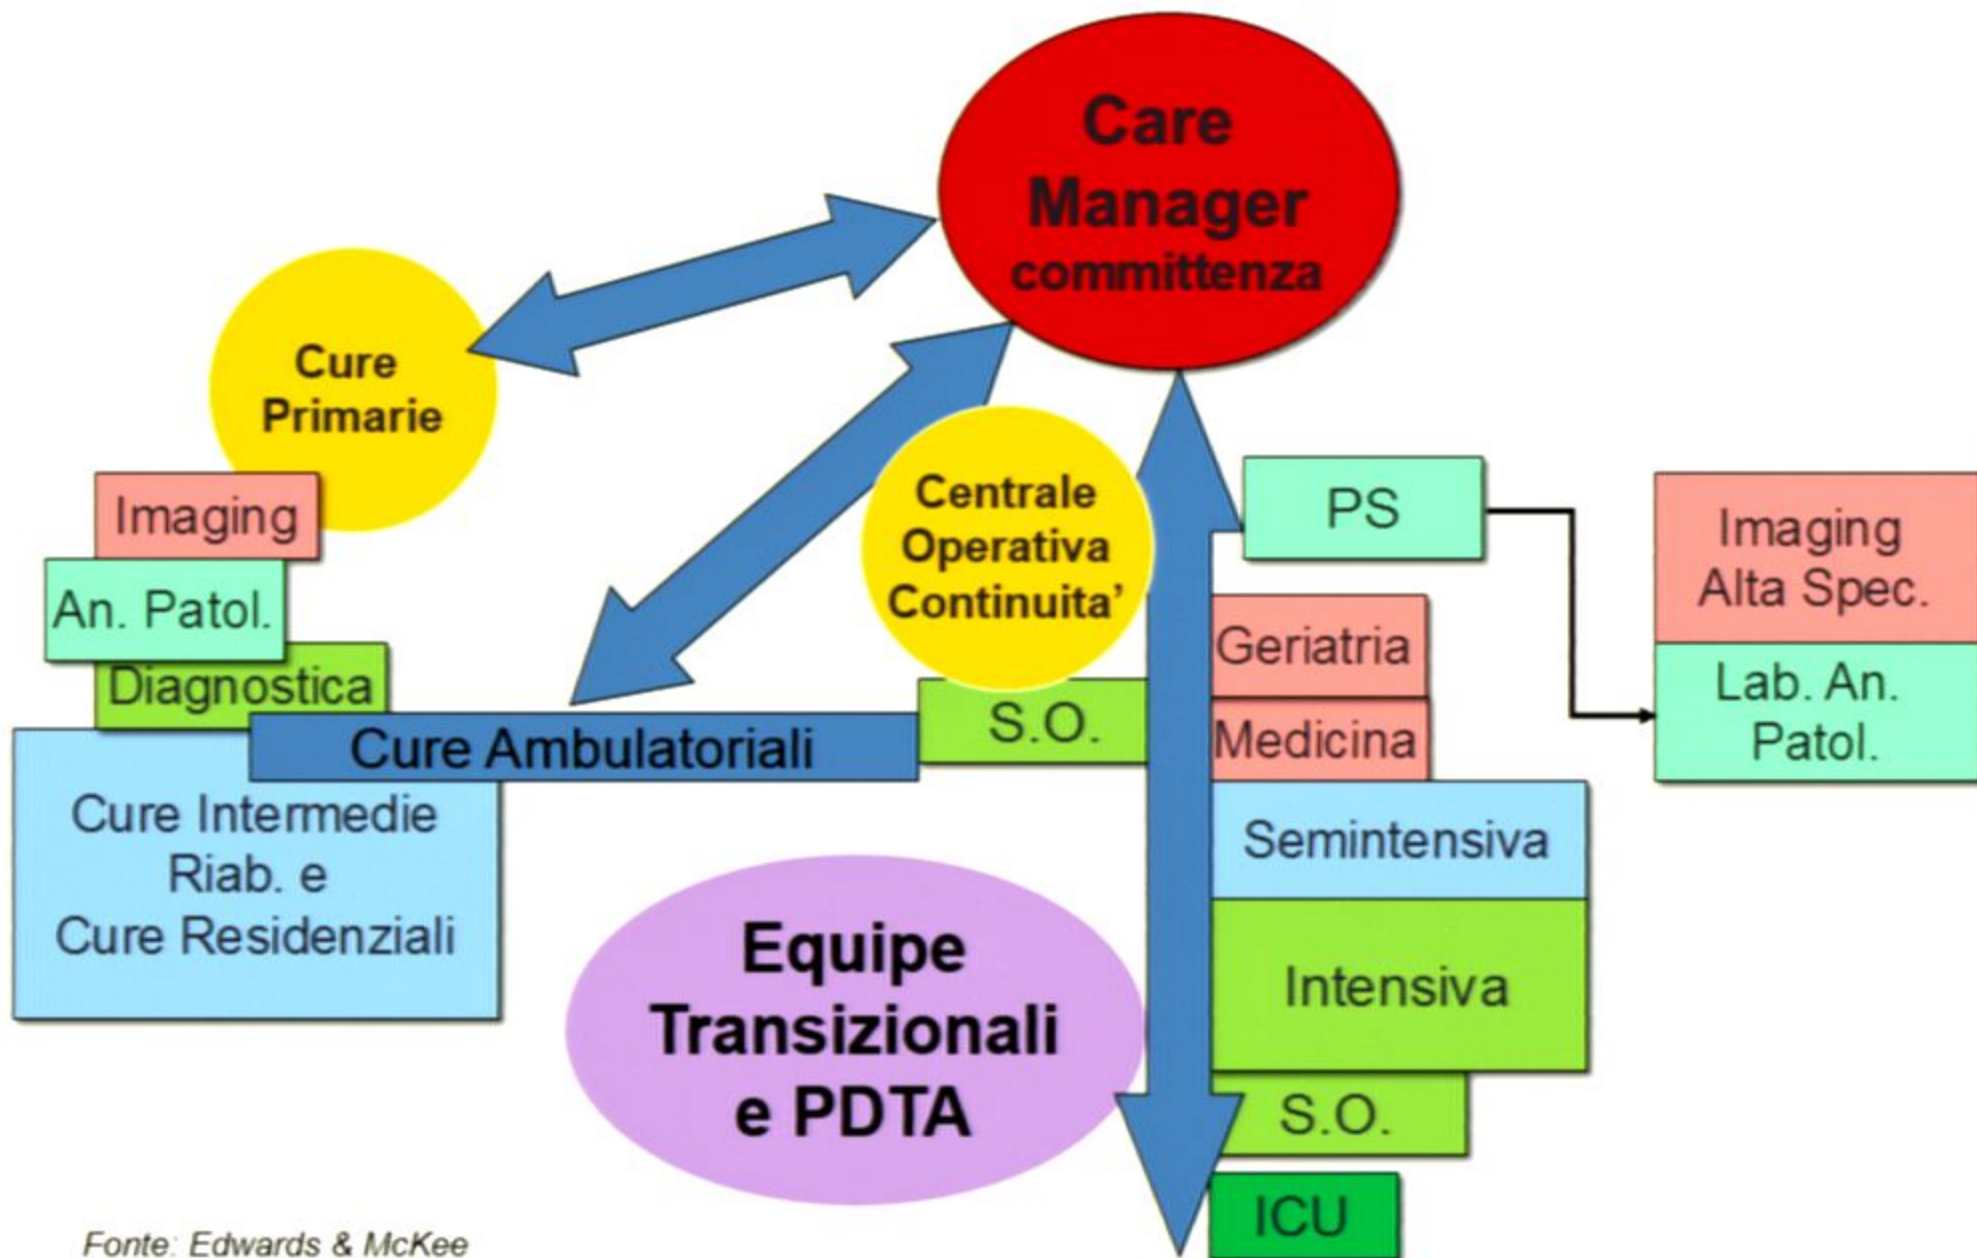 Care
Manager
committenza
Cure
Primarie
Centrale
Operativa
Continuita’
Imaging
An. Patol.
Diagnostica
Cure Ambulatoriali
S.O.
Cure Intermedie
Riab. e
Cure Residenziali
Equipe
Transizionali
e PDTA
PS
Geriatria
Medicina
Semintensiva
Intensiva
S.O.
ICU
Imaging
Alta Spec.
Lab. An.
Patol.
Fonte: Edwards & McKee